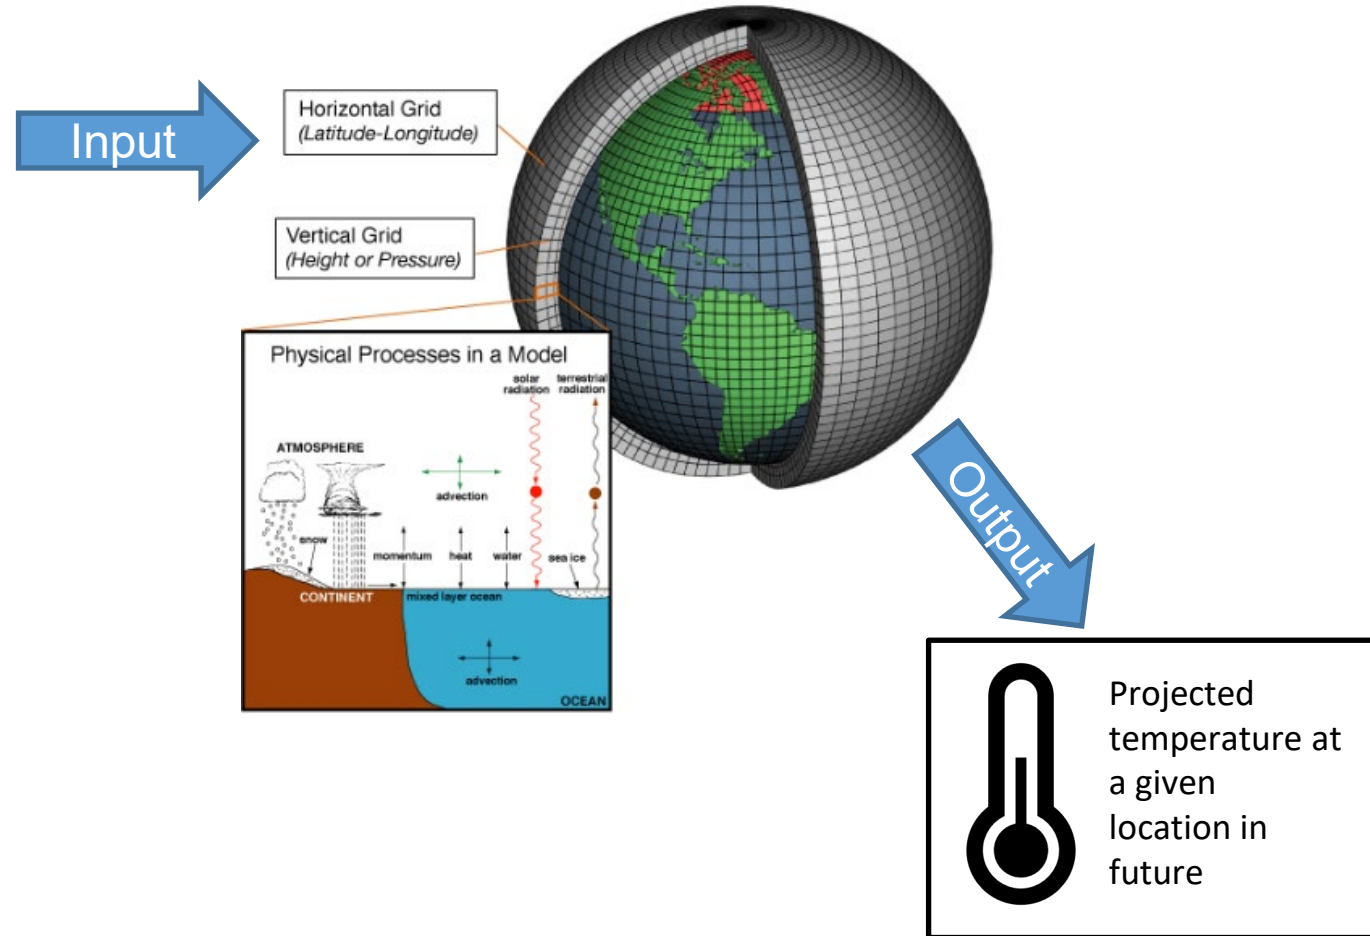 Input
Horizontal Grid
(Latitude-Longitude)
Vertical Grid
(Height or Pressure)
Physical Processes in a Model
solar
radiation
terrestrial
radiation
ATMOSPHERE
advection
snow
momentum
heat
water
sea ice
CONTINENT
mixed layer ocean
advection
OCEAN
Output
Projected
temperature at
a given
location in
future